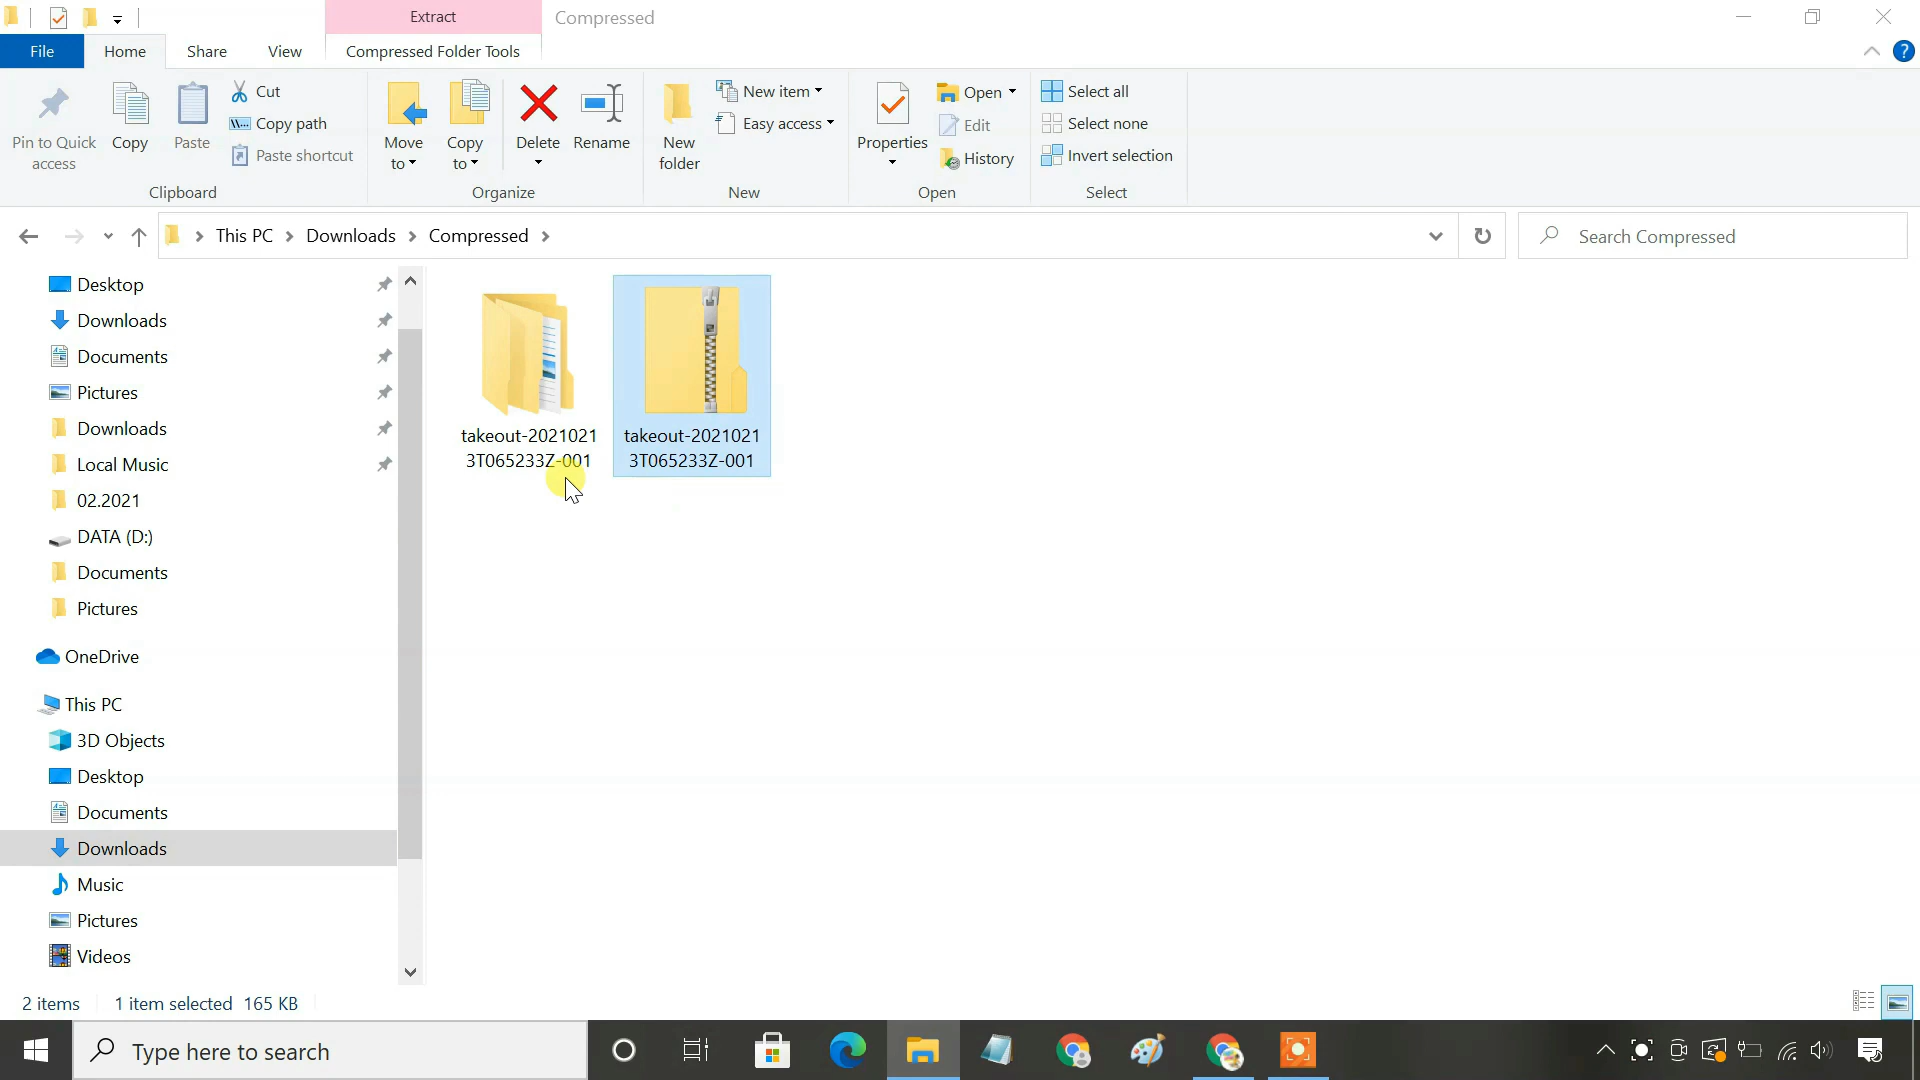 Extract
Compressed
File
Home
Share
View
Compressed Folder Tools
Pin to Quick
access
Copy
Paste
Cut
Copy path
Paste shortcut
Clipboard
Move
to
Copy
to
Delete
Rename
Organize
New
folder
New item
Easy access
New
Properties
Open
Edit
History
Open
Select all
Select none
Invert selection
Select
This PC
Downloads
Compressed
Search Compressed
Desktop
Downloads
Documents
Pictures
Downloads
Local Music
02.2021
DATA (D:)
Documents
Pictures
OneDrive
This PC
3D Objects
Desktop
Documents
Downloads
Music
Pictures
Videos
takeout-2021021
3T065233Z-001
takeout-2021021
3T065233Z-001
2 items
1 item selected 165 KB
Type here to search